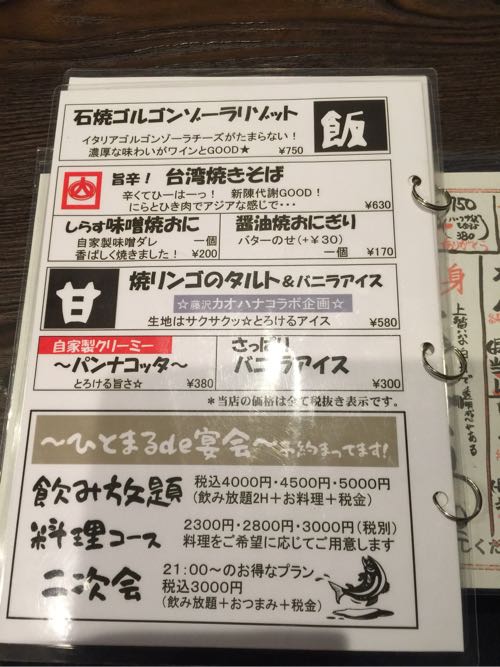 石焼ゴルゴンゾーラリゾット
イタリアゴルゴンゾーラチーズがたまらない！
濃厚な味わいがワインとGOOD★ ¥750
飯
旨辛！ 台湾焼きそば
辛くてひーはーっ！ 新陳代謝GOOD！
にらとひき肉でアジアな感じで・・・ ¥630
しらす味噌焼おに
自家製味噌ダレ 一個
香ばしく焼きました！ ¥200
醤油焼おにぎり
バターのせ(+¥30) 一個
¥170
甘
焼リンゴのタルト＆バニラアイス
☆藤沢カオハナコラボ企画☆
生地はサクサクッ☆とろけるアイス ¥580
自家製クリーミー
～パンナコッタ～
とろける旨さ☆ ¥380
さっぱり
バニラアイス
¥300
＊当店の価格は全て税抜き表示です。
～ひとまるde宴会～予約まってます!
飲み放題
税込4000円・4500円・5000円
(飲み放題2H＋お料理＋税金)
料理コース
2300円・2800円・3000円(税別)
料理をご希望に応じてご用意します
二次会
21:00～のお得なプラン
税込3000円
(飲み放題＋おつまみ＋税金)
150
380
身